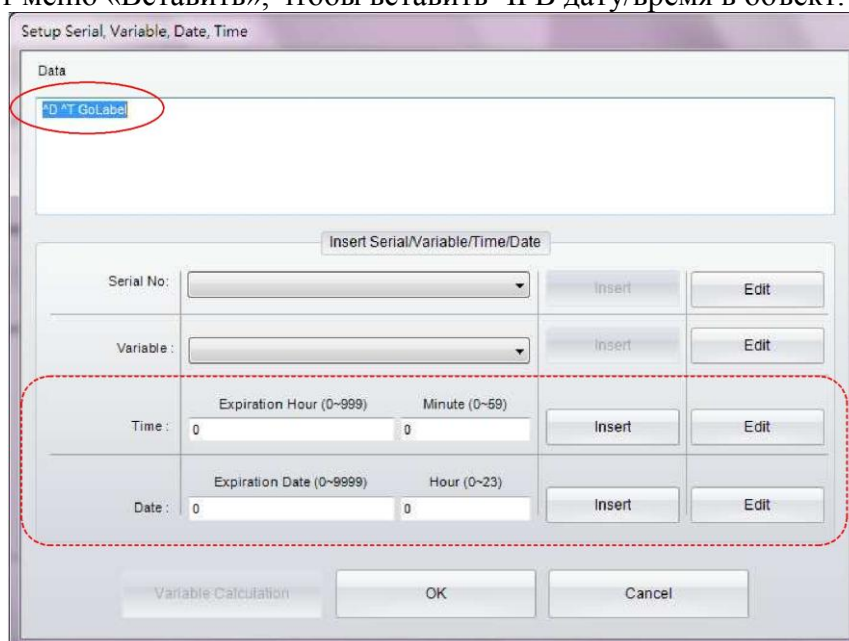 меню «Вставить», чтобы вставить дату/время в объект.
Setup Serial, Variable, Date, Time
Data
^D ^T GoLabel
Insert Serial/Variable/Time/Date
Serial No: Insert Edit
Variable : Insert Edit
Expiration Hour (0~999) Minute (0~59)
Time : 0 0 Insert Edit
Expiration Date (0~9999) Hour (0~23)
Date : 0 0 Insert Edit
Variable Calculation OK Cancel